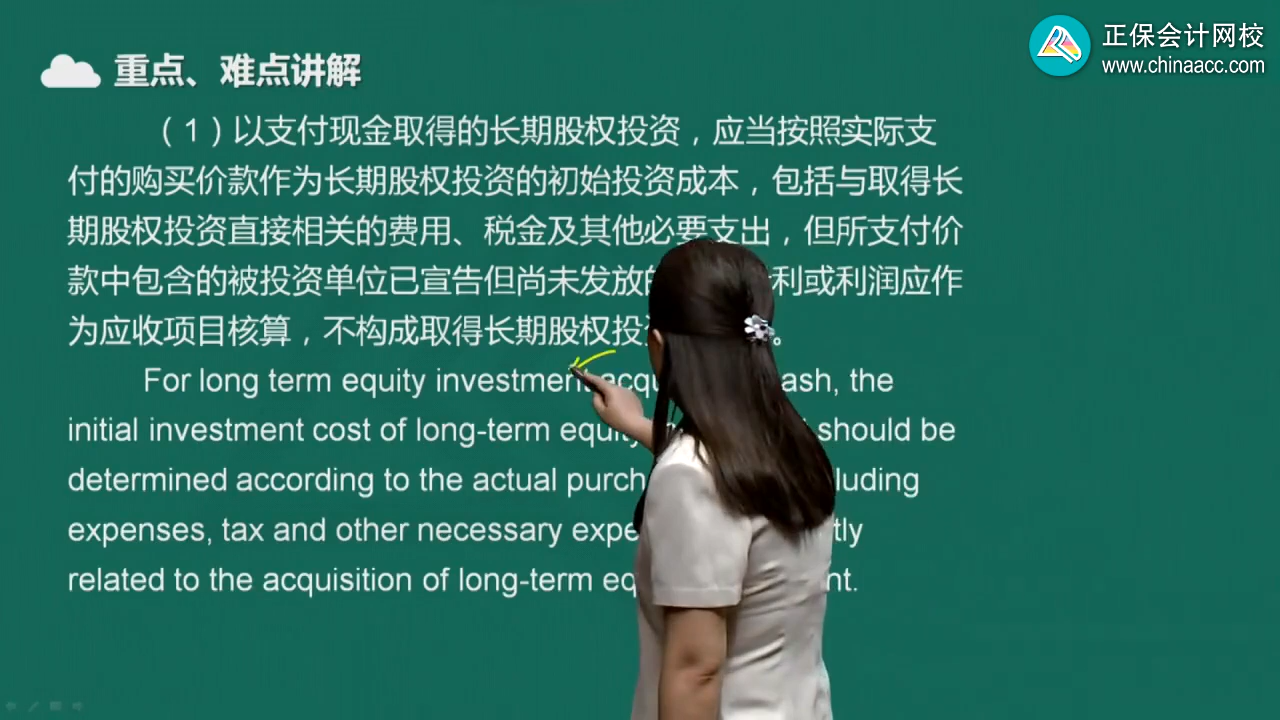 正保会计网校
www.chinaacc.com
重点、难点讲解
（1）以支付现金取得的长期股权投资，应当按照实际支
付的购买价款作为长期股权投资的初始投资成本，包括与取得长
期股权投资直接相关的费用、税金及其他必要支出，但所支付价
款中包含的被投资单位已宣告但尚未发放的 利或利润应作
为应收项目核算，不构成取得长期股权投 。
For long term equity investment ash, the
initial investment cost of long-term equity should be
determined according to the actual
expenses, tax and other necessary
related to the acquisition of long-term